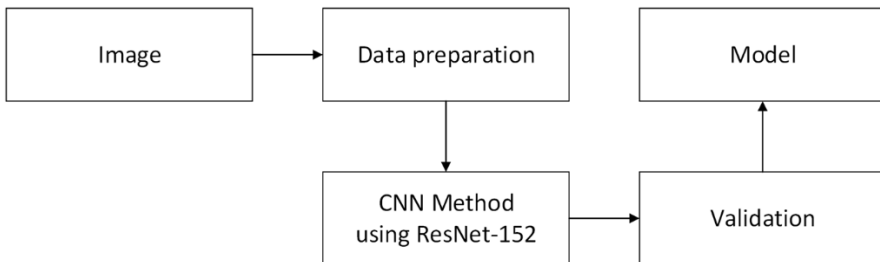 Image
Data preparation
Model
CNN Method
using ResNet-152
Validation